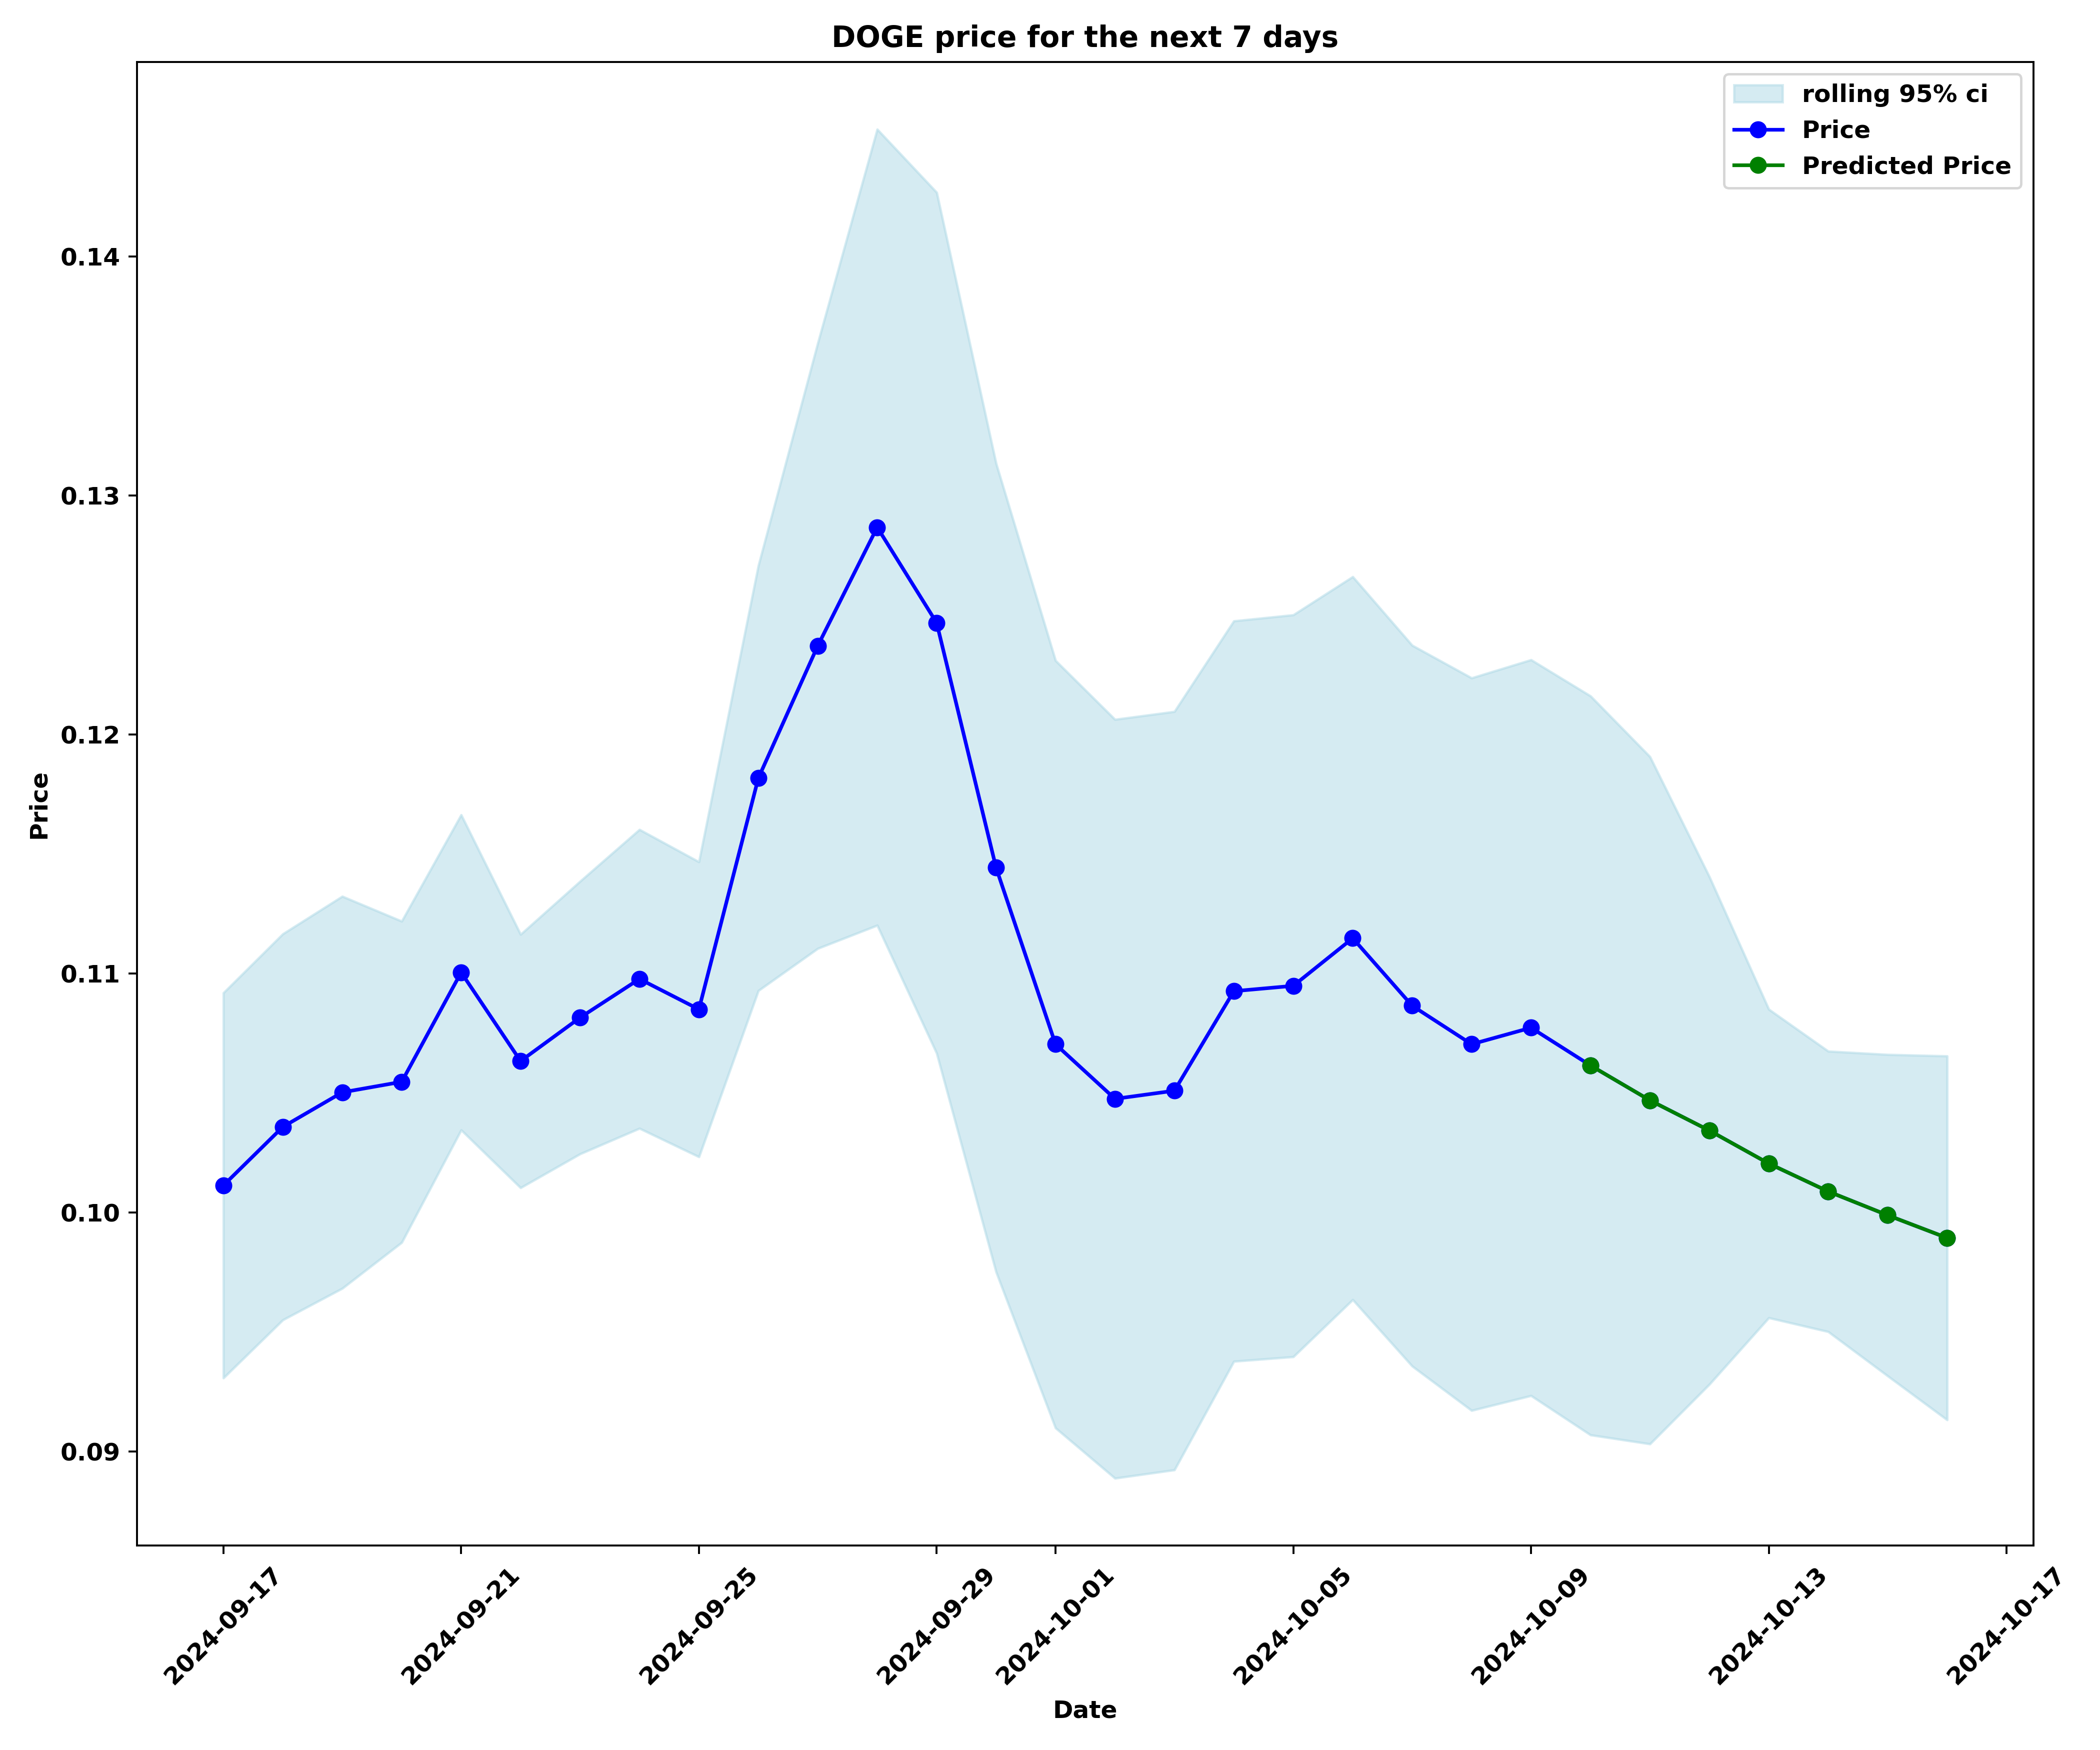 DOGE price for the next 7 days
rolling 95% ci
Price
Predicted Price
0.14
0.13
0.12
0.11
0.10
0.09
Price
2024-09-17
2024-09-21
2024-09-25
2024-09-29
2024-10-01
2024-10-05
2024-10-09
2024-10-13
2024-10-17
Date